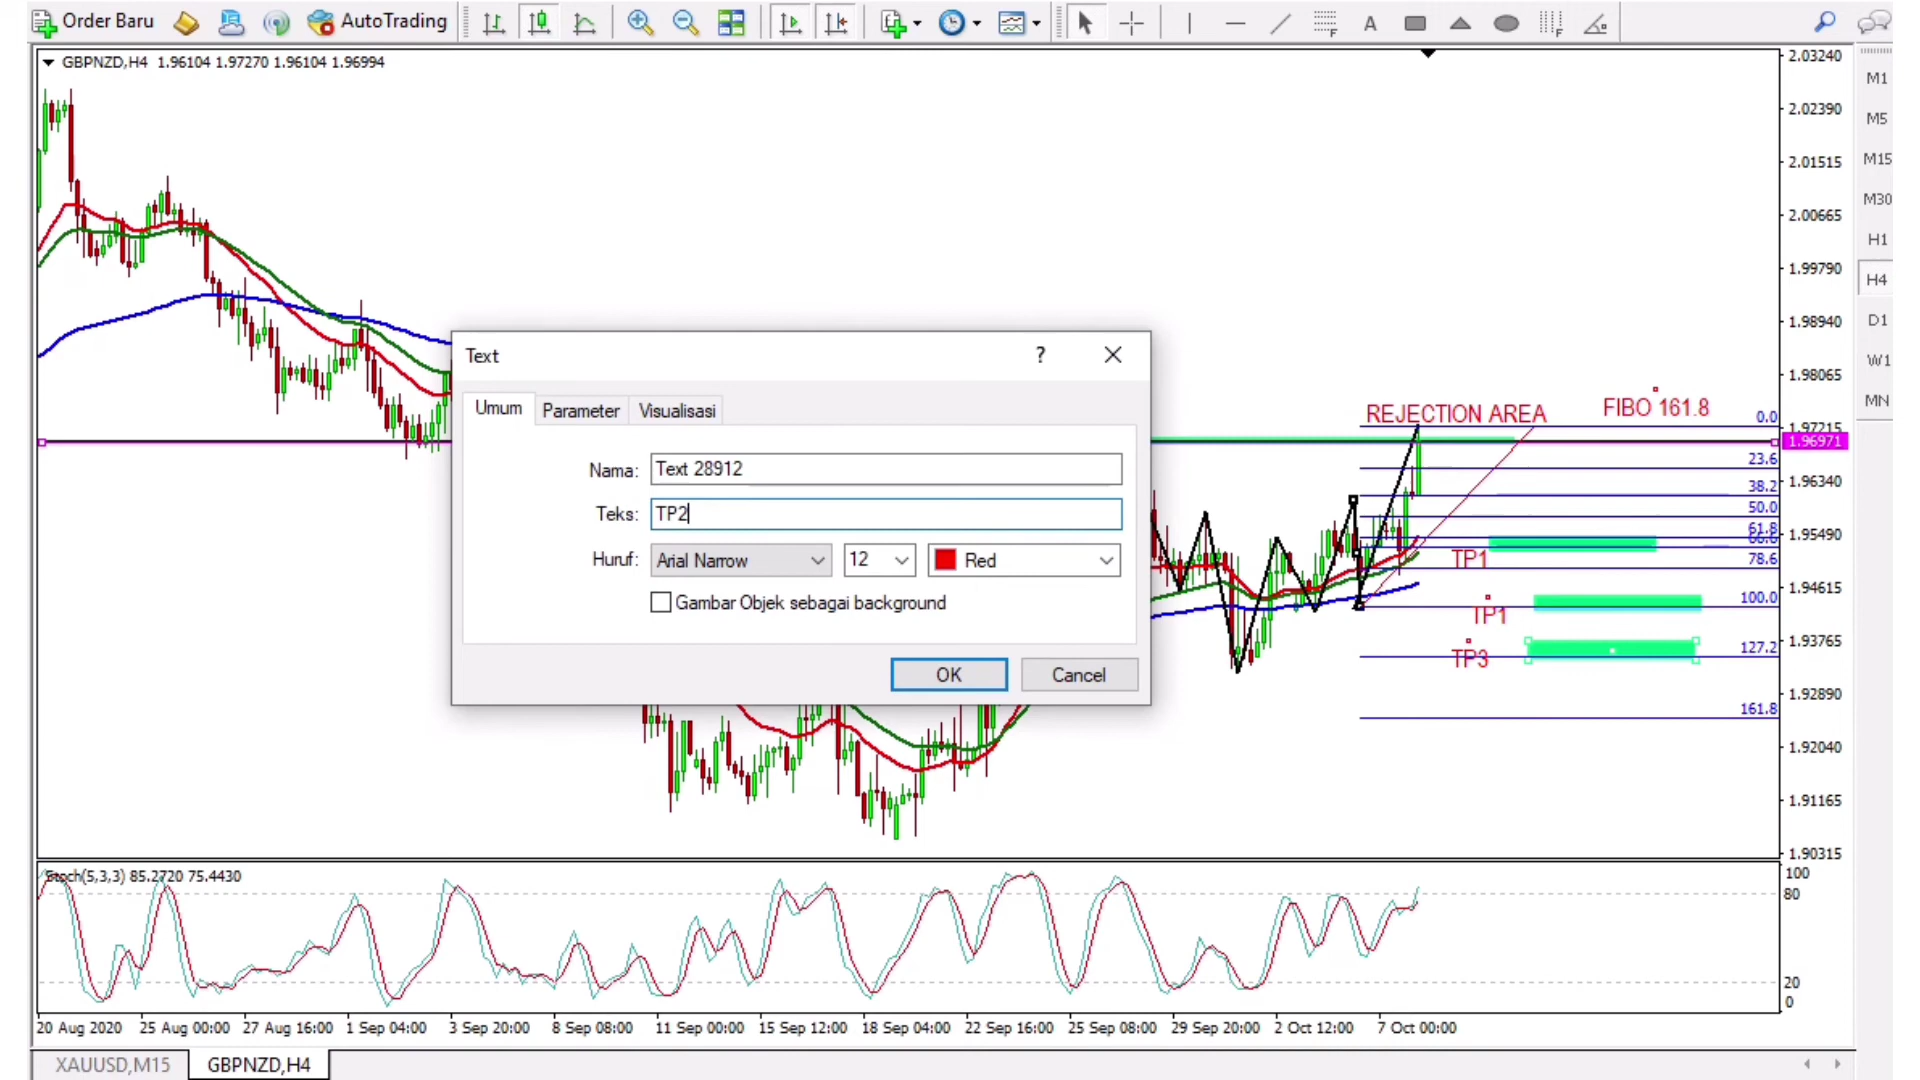 Order Baru
AutoTrading
A
F
F
GBPNZD,H4 1.96104 1.97270 1.96104 1.96994
2.03240
2.02390
2.01515
2.00665
1.99790
1.98940
1.98065
1.97215
1.96971
1.96340
1.95490
1.94615
1.93765
1.92890
1.92040
1.91165
1.90315
M1
M5
M15
M30
H1
H4
D1
W1
MN
REJECTION AREA
FIBO 161.8
0.0
23.6
38.2
50.0
61.8
78.6
100.0
127.2
161.8
TP1
TP1
TP3
Text
?
Umum
Parameter
Visualisasi
Nama: Text 28912
Teks: TP2
Huruf: Arial Narrow 12 Red
Gambar Objek sebagai background
OK
Cancel
Stoch(5,3,3) 85.2720 75.4430
100
80
20
0
20 Aug 2020
25 Aug 00:00
27 Aug 16:00
1 Sep 04:00
3 Sep 20:00
8 Sep 08:00
11 Sep 00:00
15 Sep 12:00
18 Sep 04:00
22 Sep 16:00
25 Sep 08:00
29 Sep 20:00
2 Oct 12:00
7 Oct 00:00
XAUUSD,M15
GBPNZD,H4